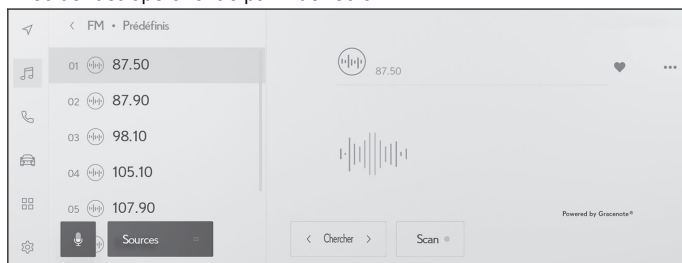 < FM • Prédéfinis
01 87.50
02 87.90
03 98.10
04 105.10
05 107.90
Sources
87.50
< Chercher >
Scan
Powered by Gracenote®